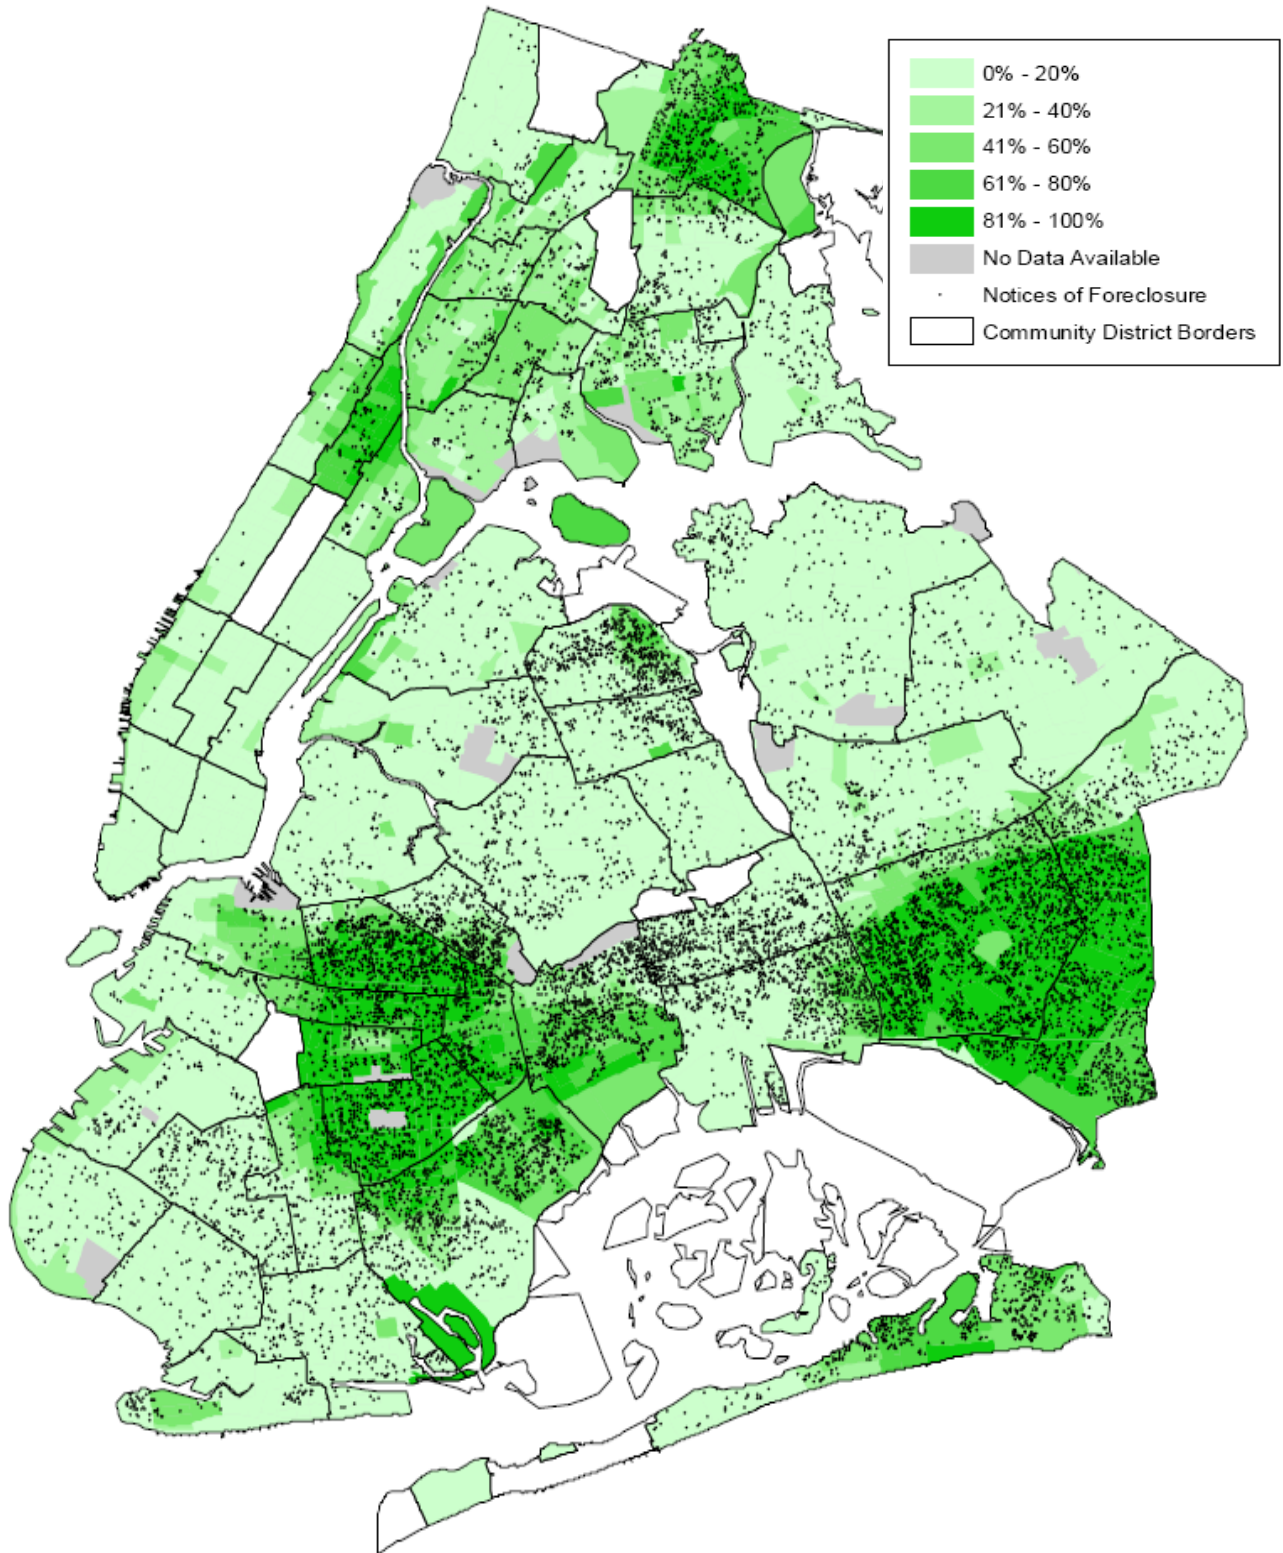 0% - 20%
21% - 40%
41% - 60%
61% - 80%
81% - 100%
No Data Available
Notices of Foreclosure
Community District Borders